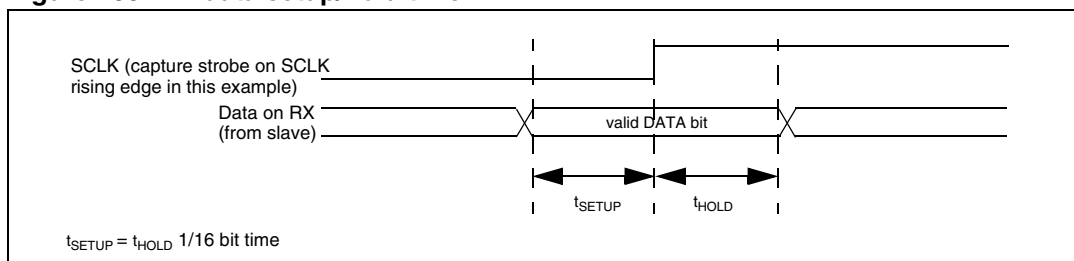 SCLK (capture strobe on SCLK
rising edge in this example)
Data on RX
(from slave)
valid DATA bit
tSETUP
tHOLD
tSETUP = tHOLD 1/16 bit time